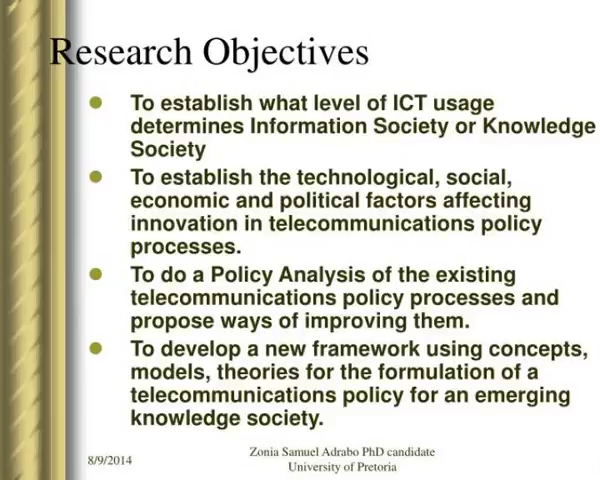 Research Objectives
To establish what level of ICT usage
determines Information Society or Knowledge
Society
To establish the technological, social,
economic and political factors affecting
innovation in telecommunications policy
processes.
To do a Policy Analysis of the existing
telecommunications policy processes and
propose ways of improving them.
To develop a new framework using concepts,
models, theories for the formulation of a
telecommunications policy for an emerging
knowledge society.
8/9/2014
Zonia Samuel Adrabo PhD candidate
University of Pretoria